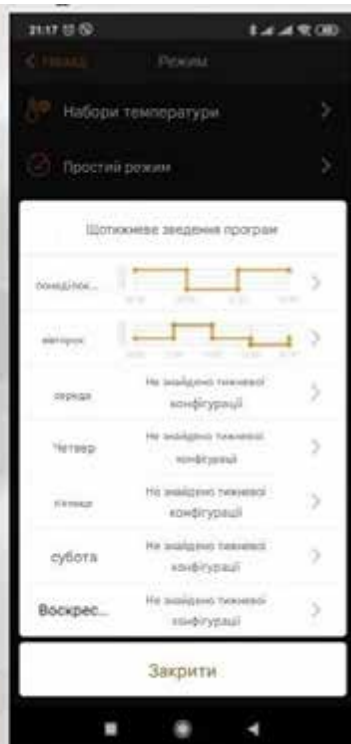 21:17
Назад
Режим
Набори температури
Простий режим
Щотижневе зведення програм
понеділок...
вівторок
середа
Не знайдено тижневої
конфігурації
Четвер
Не знайдено тижневої
конфігурації
п'ятниця
Не знайдено тижневої
конфігурації
субота
Не знайдено тижневої
конфігурації
Воскрес...
Не знайдено тижневої
конфігурації
Закрити